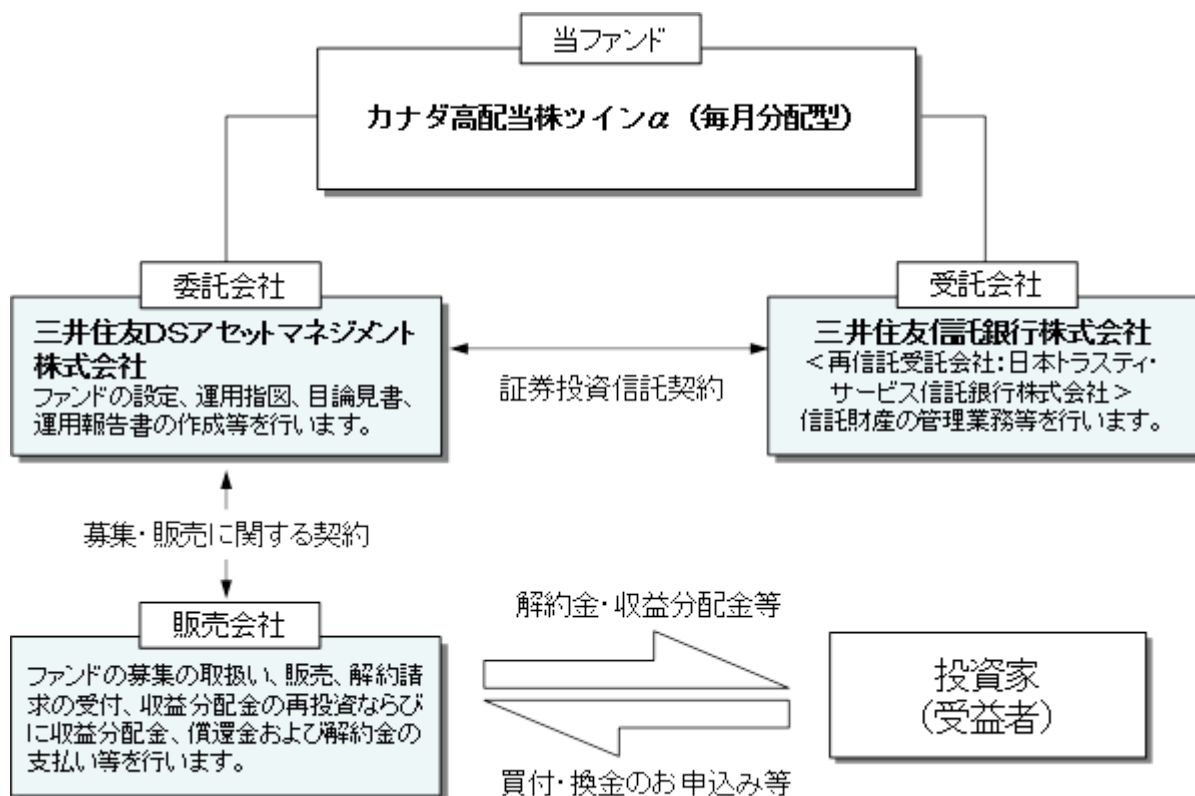 当ファンド
カナダ高配当株ツインα（毎月分配型）
委託会社
三井住友DSアセットマネジメント
株式会社
ファンドの設定、運用指図、目論見書、
運用報告書の作成等を行います。
証券投資信託契約
受託会社
三井住友信託銀行株式会社
＜再信託受託会社：日本トラスティ・
サービス信託銀行株式会社＞
信託財産の管理業務等を行います。
募集・販売に関する契約
販売会社
ファンドの募集の取扱い、販売、解約請
求の受付、収益分配金の再投資ならび
に収益分配金、償還金および解約金の
支払い等を行います。
解約金・収益分配金等
買付・換金のお申込み等
投資家
（受益者）